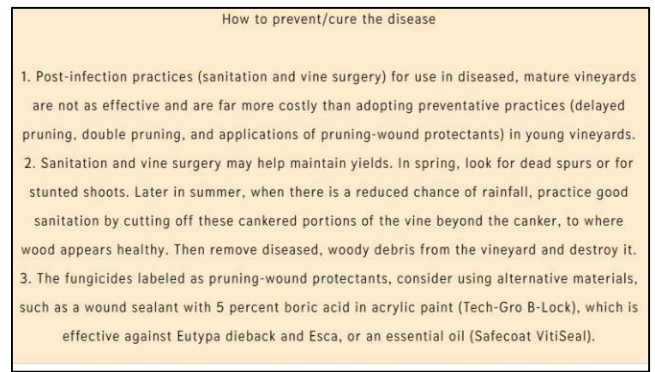 How to prevent/cure the disease
1. Post-infection practices (sanitation and vine surgery) for use in diseased, mature vineyards
are not as effective and are far more costly than adopting preventative practices (delayed
pruning, double pruning, and applications of pruning-wound protectants) in young vineyards.
2. Sanitation and vine surgery may help maintain yields. In spring, look for dead spurs or for
stunted shoots. Later in summer, when there is a reduced chance of rainfall, practice good
sanitation by cutting off these cankered portions of the vine beyond the canker, to where
wood appears healthy. Then remove diseased, woody debris from the vineyard and destroy it.
3. The fungicides labeled as pruning-wound protectants, consider using alternative materials,
such as a wound sealant with 5 percent boric acid in acrylic paint (Tech-Gro B-Lock), which is
effective against Eutypa dieback and Esca, or an essential oil (Safecoat VitiSeal).